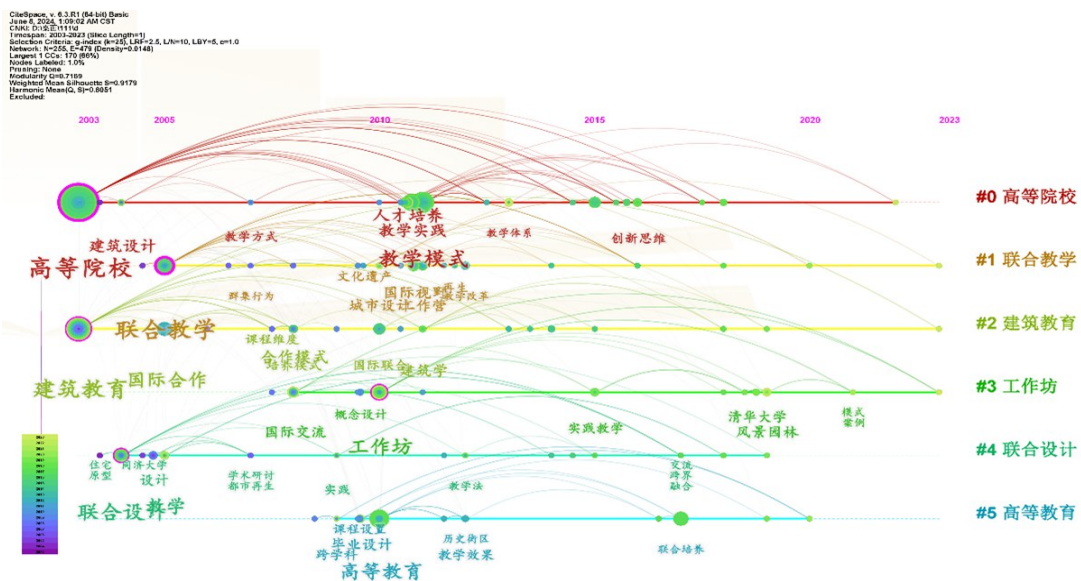 CiteSpace, v. 6.3.R1 (64-bit) Basic
June 8, 2024, 1:09:02 AM CST
Timespan: 2003-2023 (Slice Length=1)
Selection Criteria: g-index (k=25), LRF=2.5, L/N=10, LBY=5, e=1.0
Network: N=255, E=479 (Density=0.0148)
Largest 1 CCs: 170 (66%)
Nodes Labeled: 1.0%
Pruning: None
Modularity Q=0.7169
Weighted Mean Silhouette S=0.9179
Harmonic Mean(Q, S)=0.8051
Excluded:
2003 2005 2010 2015 2020 2023
#0 高等院校
人才培养
教学实践
建筑设计 教学方式 教学体系 创新思维
高等院校 教学模式
#1 联合教学
文化遗产
群集行为 国际视野 再生
城市设计 工作营 教学改革
联合教学
#2 建筑教育
课程维度
合作模式
培养模式 国际联合
建筑学
建筑教育 国际合作
#3 工作坊
概念设计 清华大学 模式
国际交流 实践教学 风景园林 案例
工作坊
#4 联合设计
住宅 同济大学 学术研讨 交流
原型 设计 都市再生 跨界
实践 教学法 融合
联合设计 教学
#5 高等教育
课程设置
毕业设计 历史街区
跨学科 教学效果 联合培养
高等教育